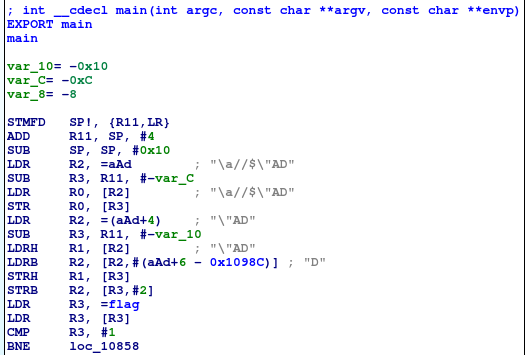 ; int __cdecl main(int argc, const char **argv, const char **envp)
EXPORT main
main
var_10= -0x10
var_C= -0xC
var_8= -8
STMFD SP!, {R11,LR}
ADD R11, SP, #4
SUB SP, SP, #0x10
LDR R2, =aAd ; "\a//$\"AD"
SUB R3, R11, #-var_C
LDR R0, [R2] ; "\a//$\"AD"
STR R0, [R3]
LDR R2, =(aAd+4) ; "\"AD"
SUB R3, R11, #-var_10
LDRH R1, [R2] ; "\"AD"
LDRB R2, [R2,#(aAd+6 - 0x1098C)] ; "D"
STRH R1, [R3]
STRB R2, [R3,#2]
LDR R3, =flag
LDR R3, [R3]
CMP R3, #1
BNE loc_10858